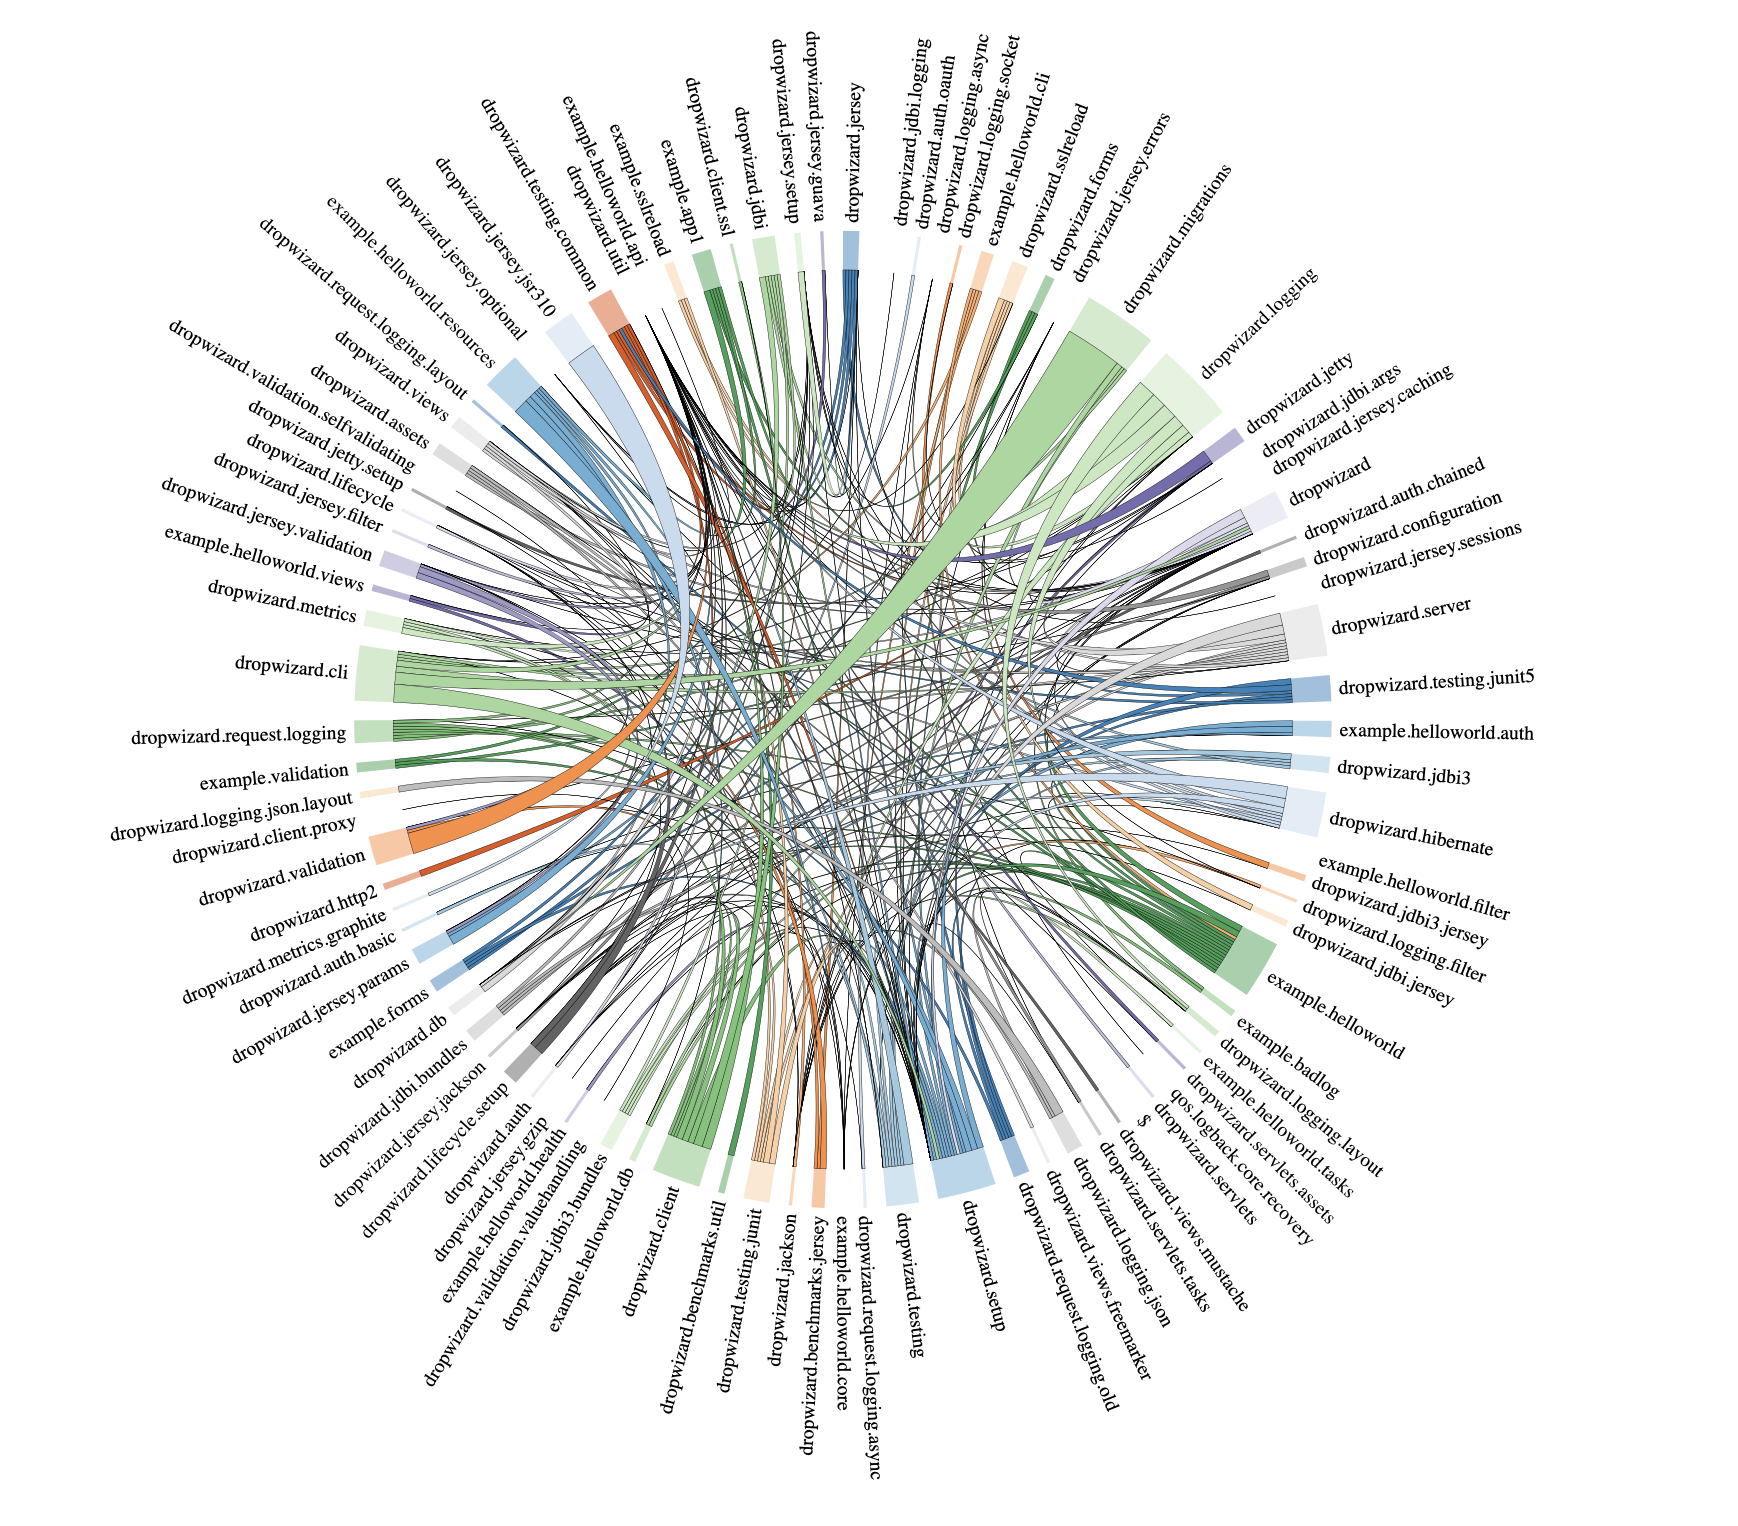 dropwizard.jersey
dropwizard.jdbi.logging
dropwizard.auth.oauth
dropwizard.logging.async
dropwizard.logging.socket
example.helloworld.cli
dropwizard.sslreload
dropwizard.forms
dropwizard.jersey.errors
dropwizard.migrations
dropwizard.logging
dropwizard.jetty
dropwizard.jdbi.args
dropwizard.jersey.caching
dropwizard
dropwizard.auth.chained
dropwizard.configuration
dropwizard.jersey.sessions
dropwizard.server
dropwizard.testing.junit5
example.helloworld.auth
dropwizard.jdbi3
dropwizard.hibernate
example.helloworld.filter
dropwizard.jdbi3.jersey
dropwizard.logging.filter
dropwizard.jdbi.jersey
example.helloworld
example.badlog
dropwizard.logging.layout
example.helloworld.tasks
dropwizard.servlets.assets
qos.logback.core.recovery
dropwizard.servlets
$
dropwizard.views.mustache
dropwizard.servlets.tasks
dropwizard.logging.json
dropwizard.views.freemarker
dropwizard.request.logging.old
dropwizard.setup
dropwizard.testing
dropwizard.request.logging.async
example.helloworld.core
dropwizard.benchmarks.jersey
dropwizard.jackson
dropwizard.testing.junit
dropwizard.benchmarks.util
dropwizard.client
example.helloworld.db
dropwizard.jdbi3.bundles
dropwizard.validation.valuehandling
example.helloworld.health
dropwizard.jersey.gzip
dropwizard.auth
dropwizard.lifecycle.setup
dropwizard.jersey.jackson
dropwizard.jdbi.bundles
dropwizard.db
example.forms
dropwizard.jersey.params
dropwizard.auth.basic
dropwizard.metrics.graphite
dropwizard.http2
dropwizard.validation
dropwizard.client.proxy
dropwizard.logging.json.layout
example.validation
dropwizard.request.logging
dropwizard.cli
dropwizard.metrics
example.helloworld.views
dropwizard.jersey.validation
dropwizard.jersey.filter
dropwizard.lifecycle
dropwizard.jetty.setup
dropwizard.validation.selfvalidating
dropwizard.assets
dropwizard.views
dropwizard.request.logging.layout
example.helloworld.resources
dropwizard.jersey.optional
dropwizard.jersey.jsr310
dropwizard.testing.common
dropwizard.util
example.helloworld.api
example.sslreload
example.app1
dropwizard.client.ssl
dropwizard.jdbi
dropwizard.jersey.setup
dropwizard.jersey.guava